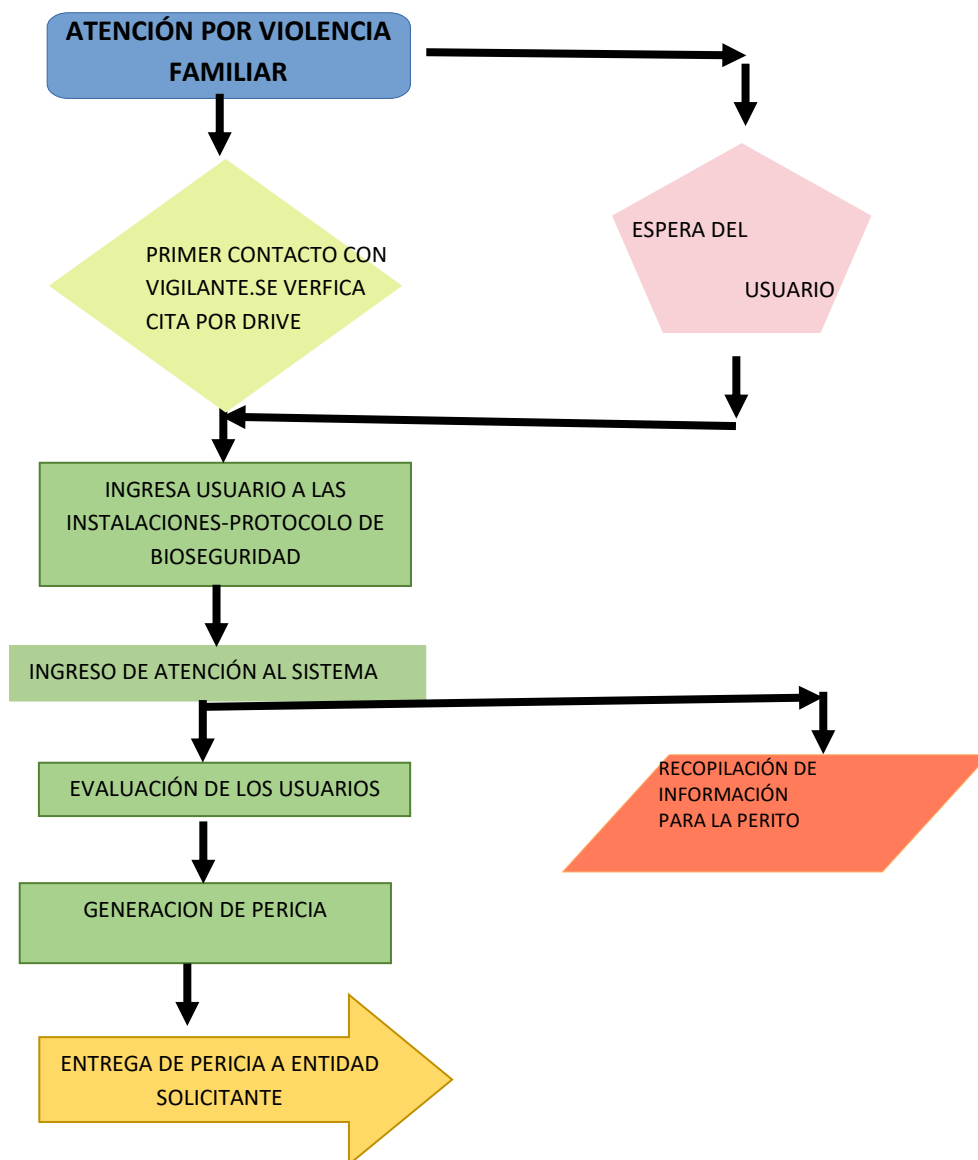 ATENCIÓN POR VIOLENCIA
FAMILIAR
PRIMER CONTACTO CON
VIGILANTE.SE VERFICA
CITA POR DRIVE
ESPERA DEL
USUARIO
INGRESA USUARIO A LAS
INSTALACIONES-PROTOCOLO DE
BIOSEGURIDAD
INGRESO DE ATENCIÓN AL SISTEMA
EVALUACIÓN DE LOS USUARIOS
RECOPILACIÓN DE
INFORMACIÓN
PARA LA PERITO
GENERACION DE PERICIA
ENTREGA DE PERICIA A ENTIDAD
SOLICITANTE